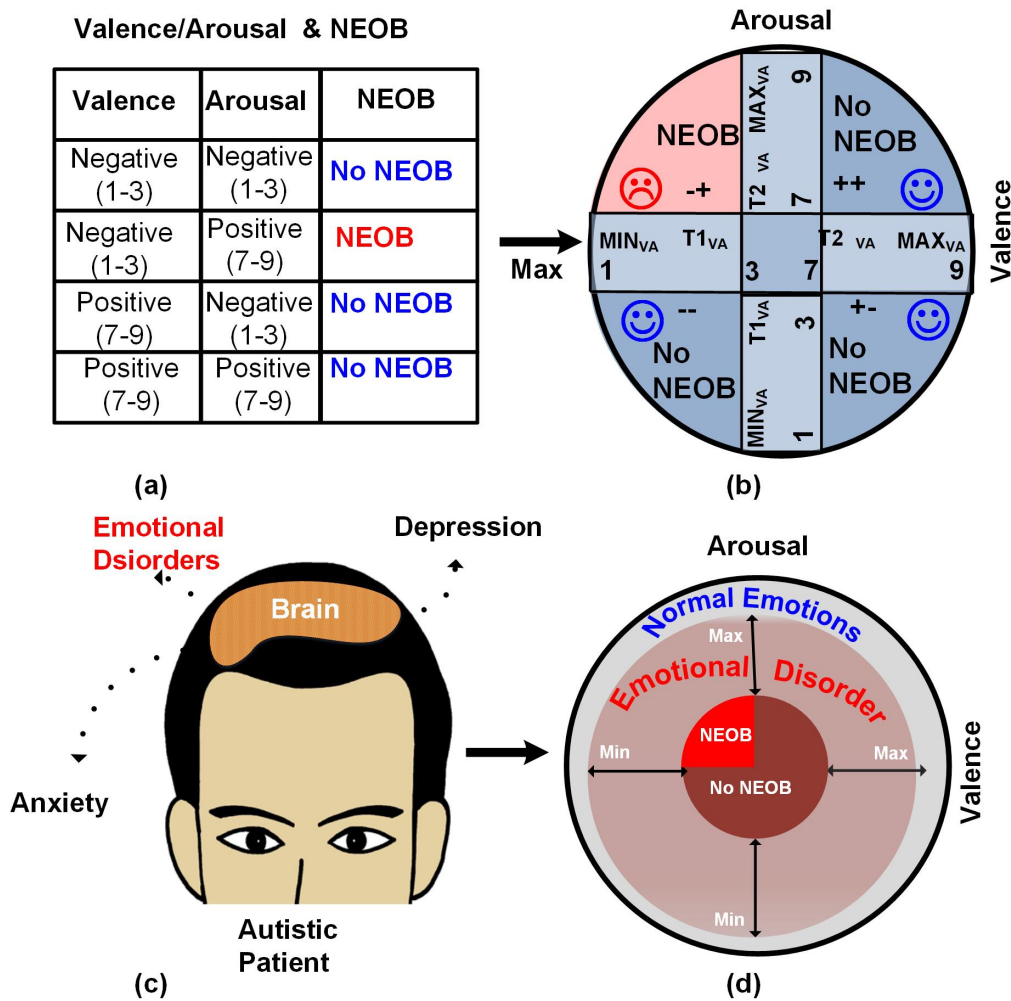 Valence/Arousal & NEOB
Valence Arousal NEOB
Negative Negative No NEOB
(1-3) (1-3)
Negative Positive NEOB
(1-3) (7-9)
Positive Negative No NEOB
(7-9) (1-3)
Positive Positive No NEOB
(7-9) (7-9)
(a)
Max
Arousal
NEOB
-+
T2 VA MAXVA
7 9
No
NEOB
++
MINVA T1VA T2 VA MAXVA
1 3 7 9
Valence
--
No
NEOB
MINVA T1VA
1 3
+-
No
NEOB
(b)
Emotional
Dsiorders
Depression
Brain
Anxiety
Autistic
Patient
(c)
Arousal
Normal Emotions
Max
Emotional Disorder
NEOB
Min Max
No NEOB
Min
Valence
(d)